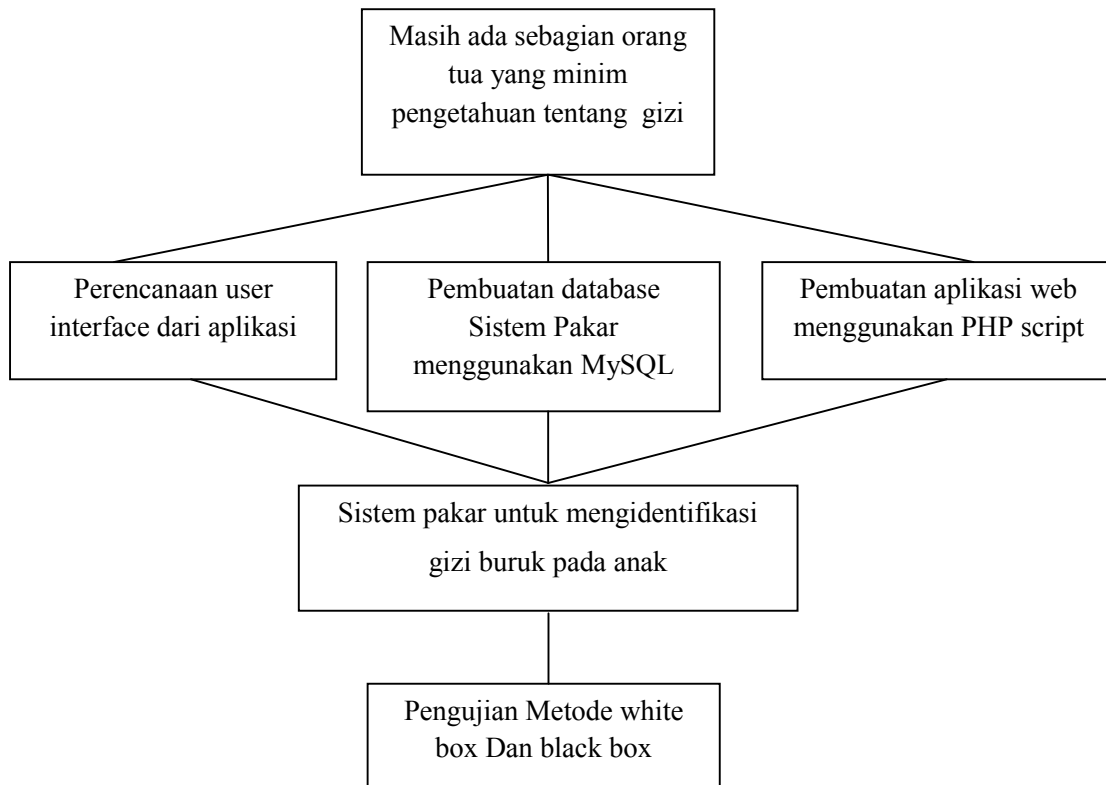 Masih ada sebagian orang
tua yang minim
pengetahuan tentang gizi
Perencanaan user
interface dari aplikasi
Pembuatan database
Sistem Pakar
menggunakan MySQL
Pembuatan aplikasi web
menggunakan PHP script
Sistem pakar untuk mengidentifikasi
gizi buruk pada anak
Pengujian Metode white
box Dan black box